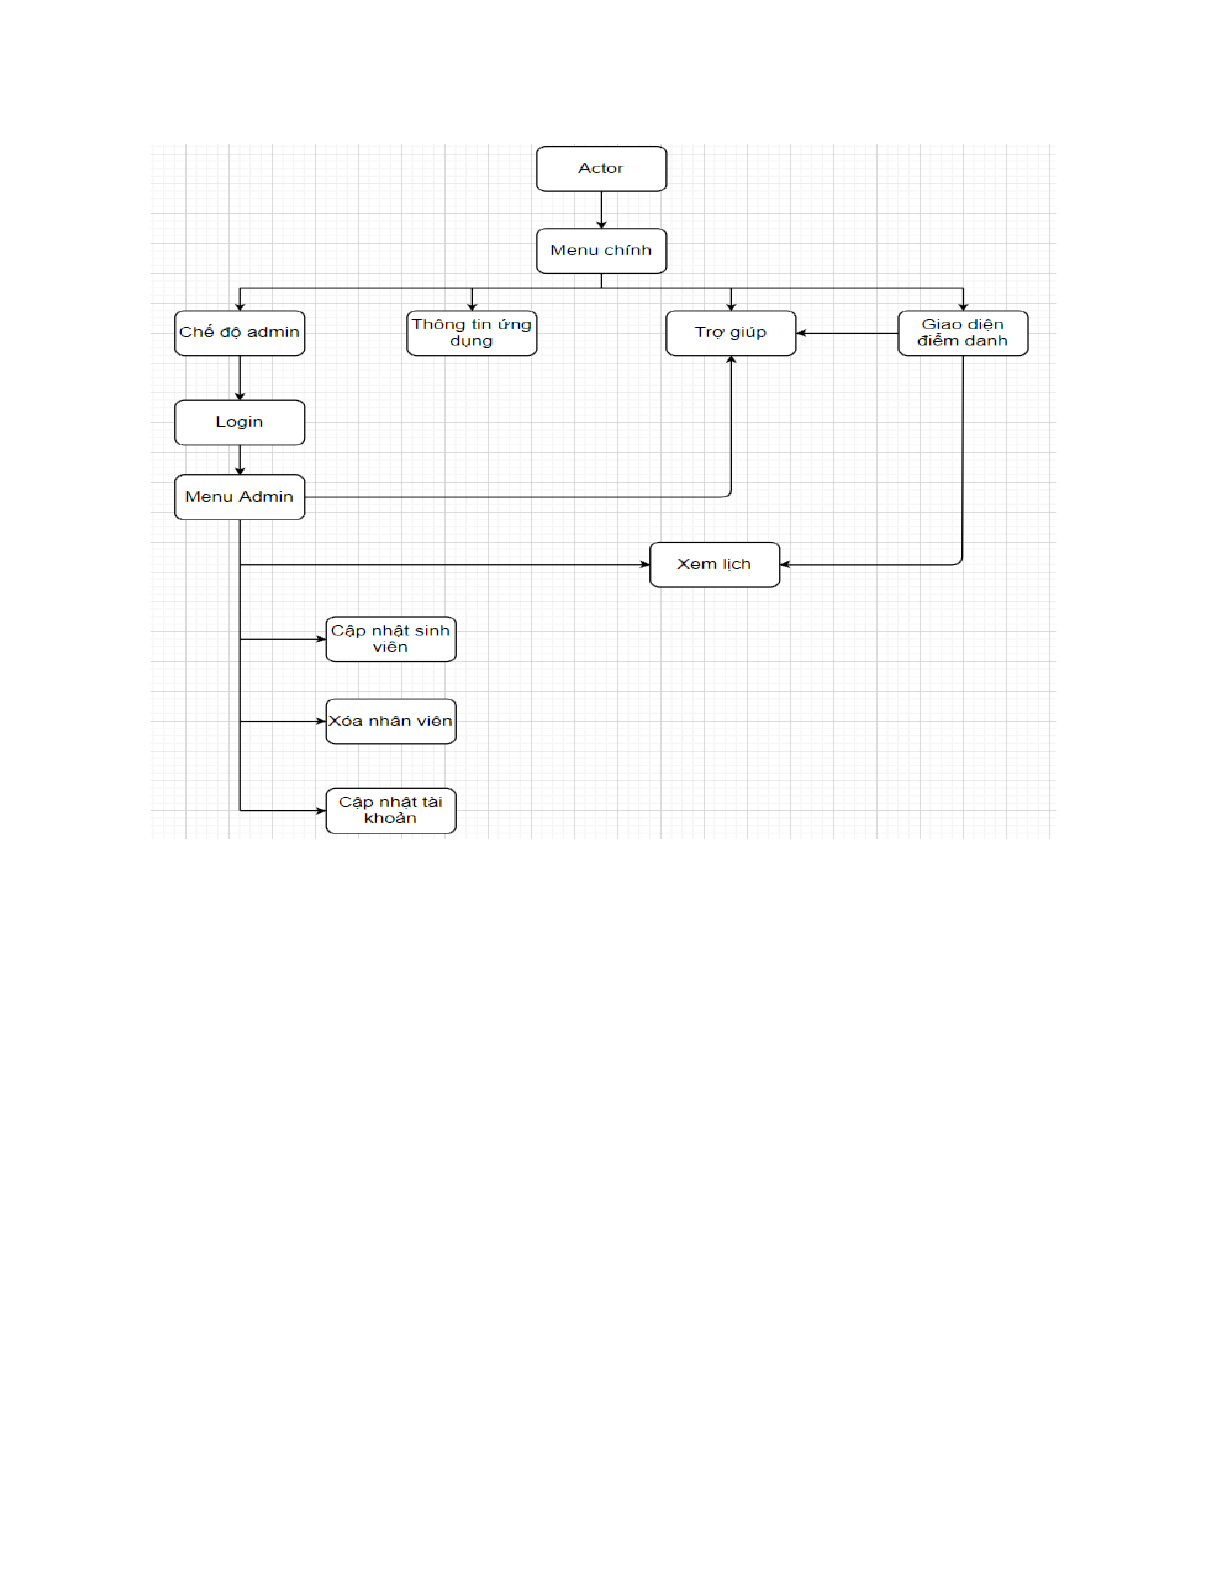 Actor
Menu chính
Chế độ admin
Thông tin ứng
dụng
Trợ giúp
Giao diện
điểm danh
Login
Menu Admin
Xem lịch
Cập nhật sinh
viên
Xóa nhân viên
Cập nhật tài
khoản